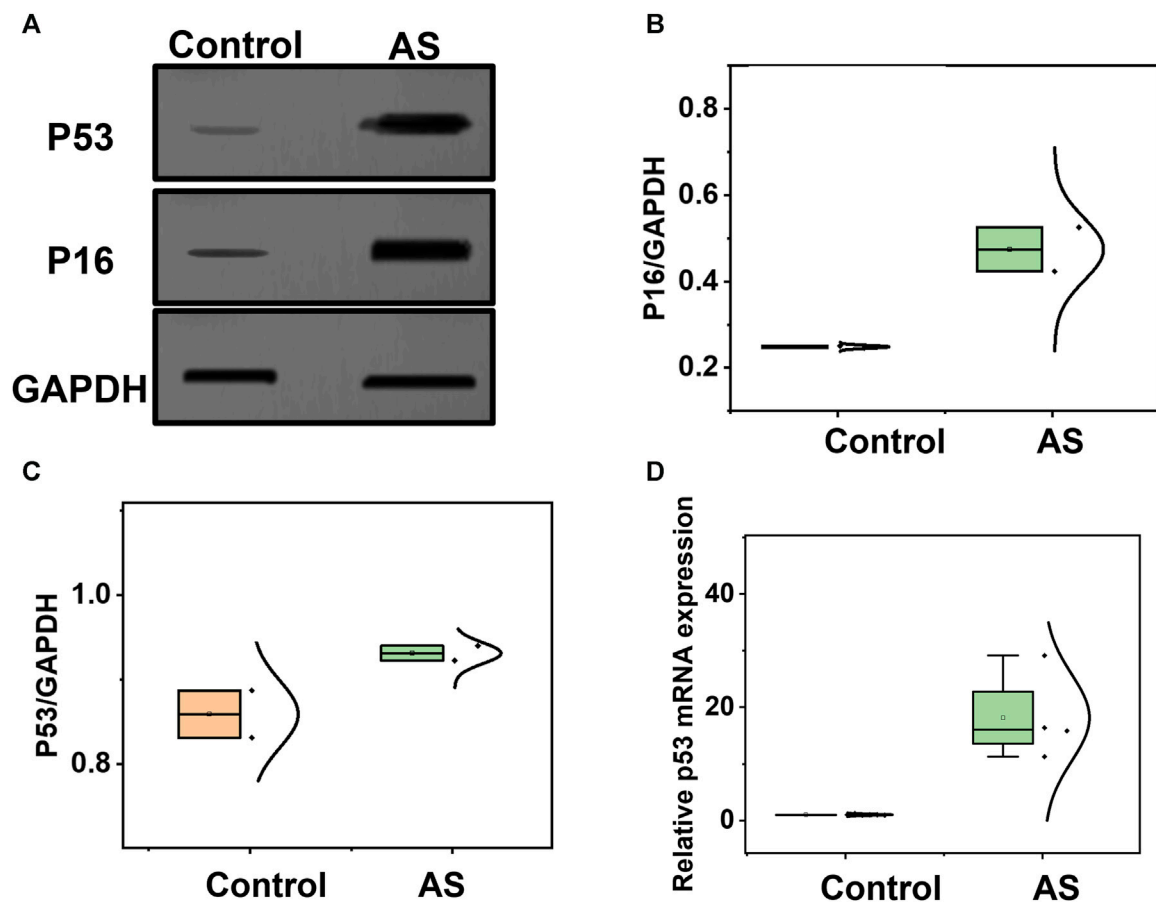 A
Control AS
P53
P16
GAPDH
B
P16/GAPDH
0.8
0.6
0.4
0.2
Control AS
C
P53/GAPDH
1.0
0.8
Control AS
D
Relative p53 mRNA expression
40
20
0
Control AS